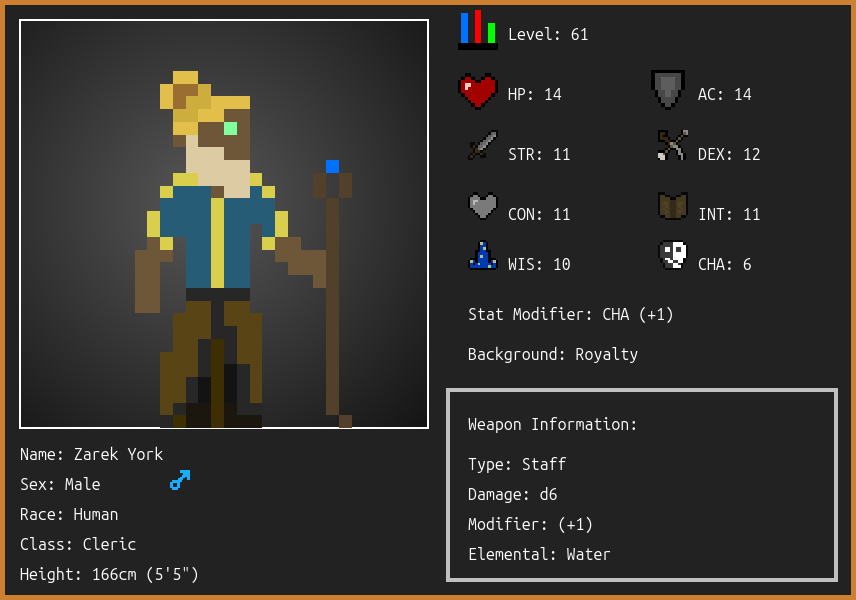 Level: 61
HP: 14
AC: 14
STR: 11
DEX: 12
CON: 11
INT: 11
WIS: 10
CHA: 6
Stat Modifier: CHA (+1)
Background: Royalty
Weapon Information:
Type: Staff
Damage: d6
Modifier: (+1)
Elemental: Water
Name: Zarek York
Sex: Male
Race: Human
Class: Cleric
Height: 166cm (5'5")